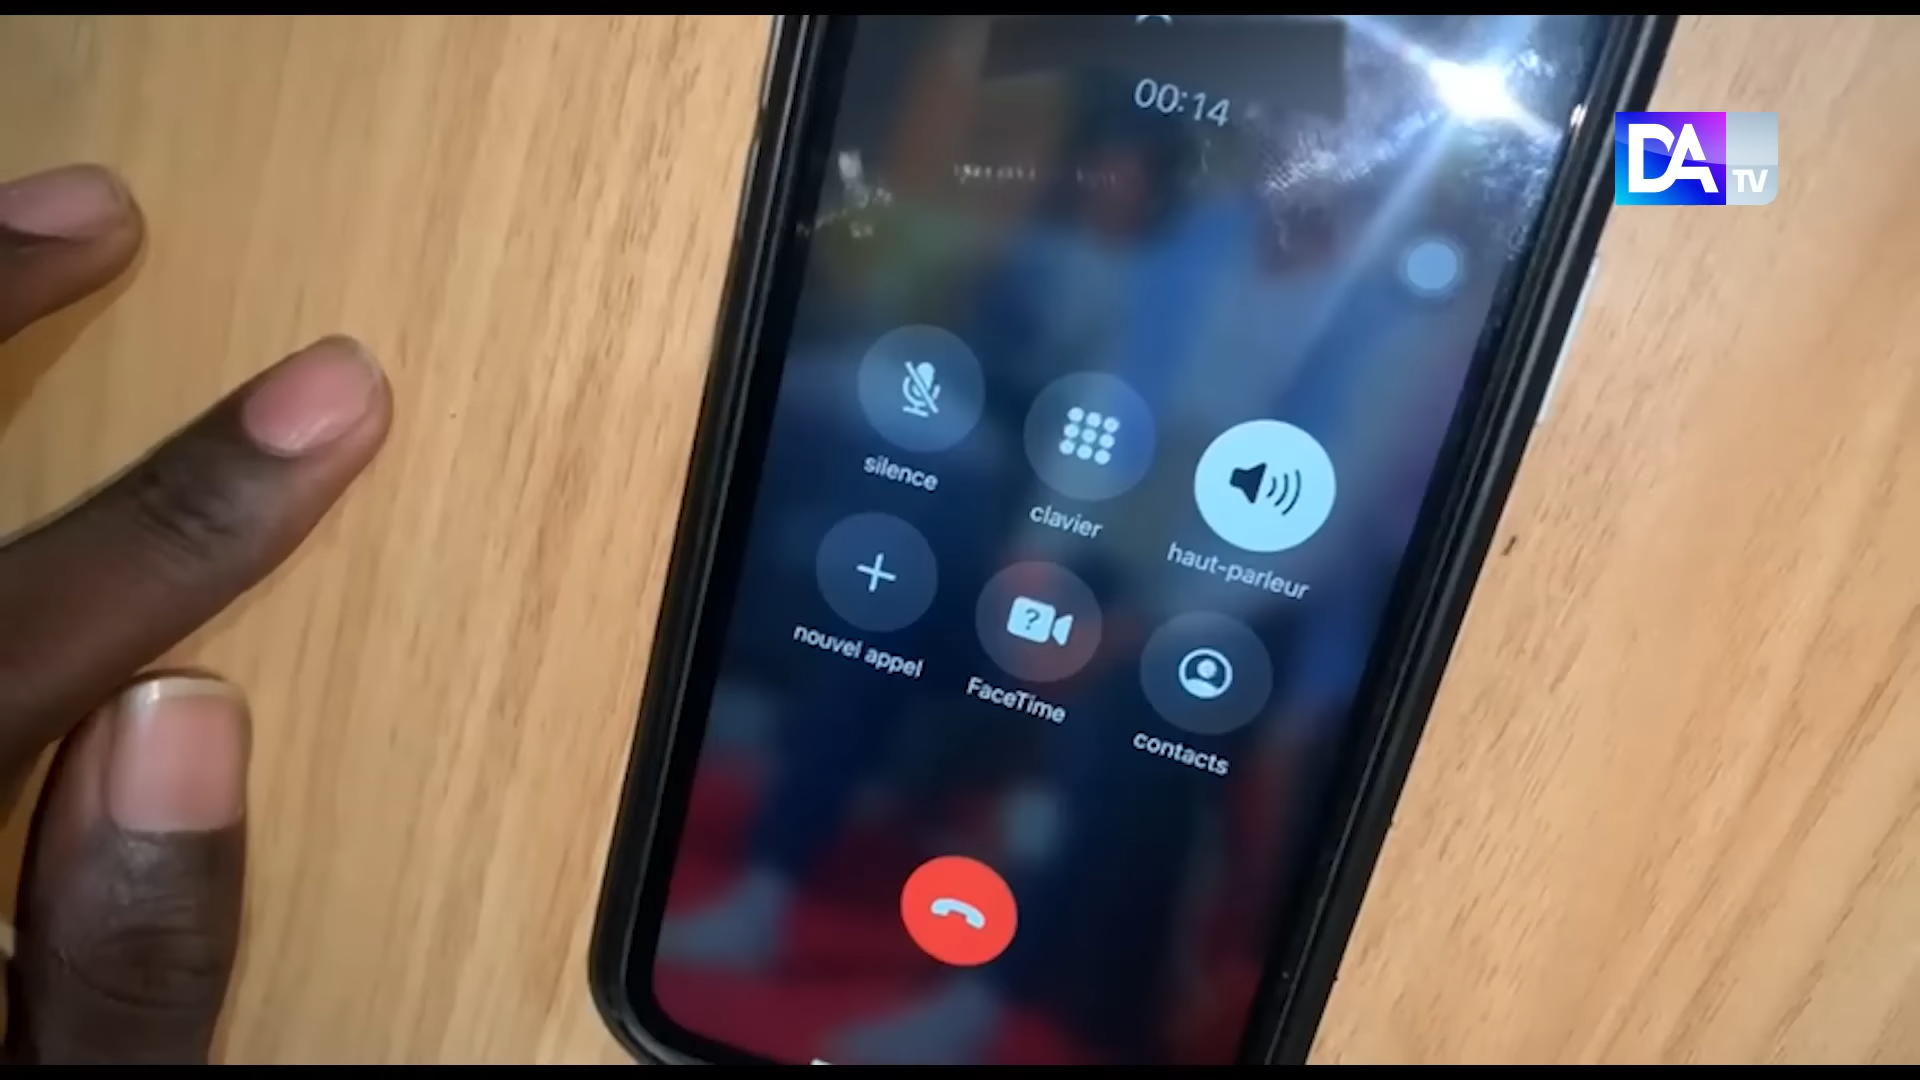 00:14
DA TV
silence
clavier
haut-parleur
nouvel appel
FaceTime
contacts